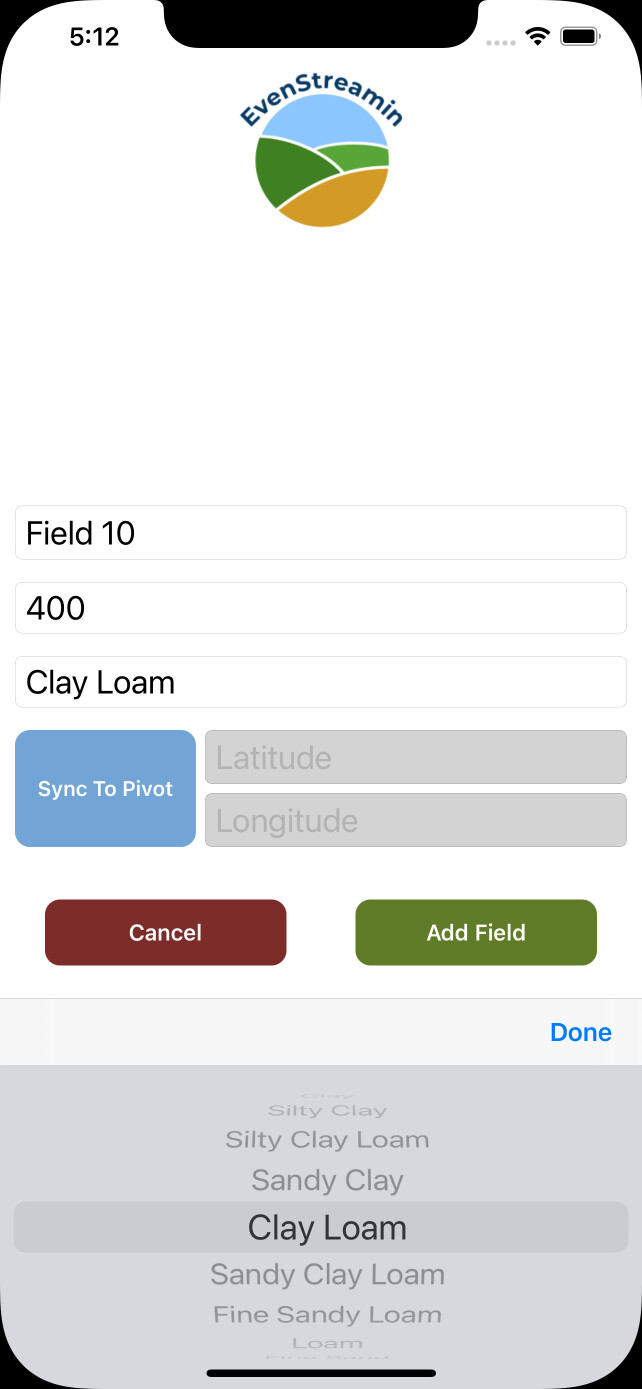 5:12
EvenStreamin
Field 10
400
Clay Loam
Sync To Pivot
Latitude
Longitude
Cancel
Add Field
Done
Clay
Silty Clay
Silty Clay Loam
Sandy Clay
Clay Loam
Sandy Clay Loam
Fine Sandy Loam
Loam